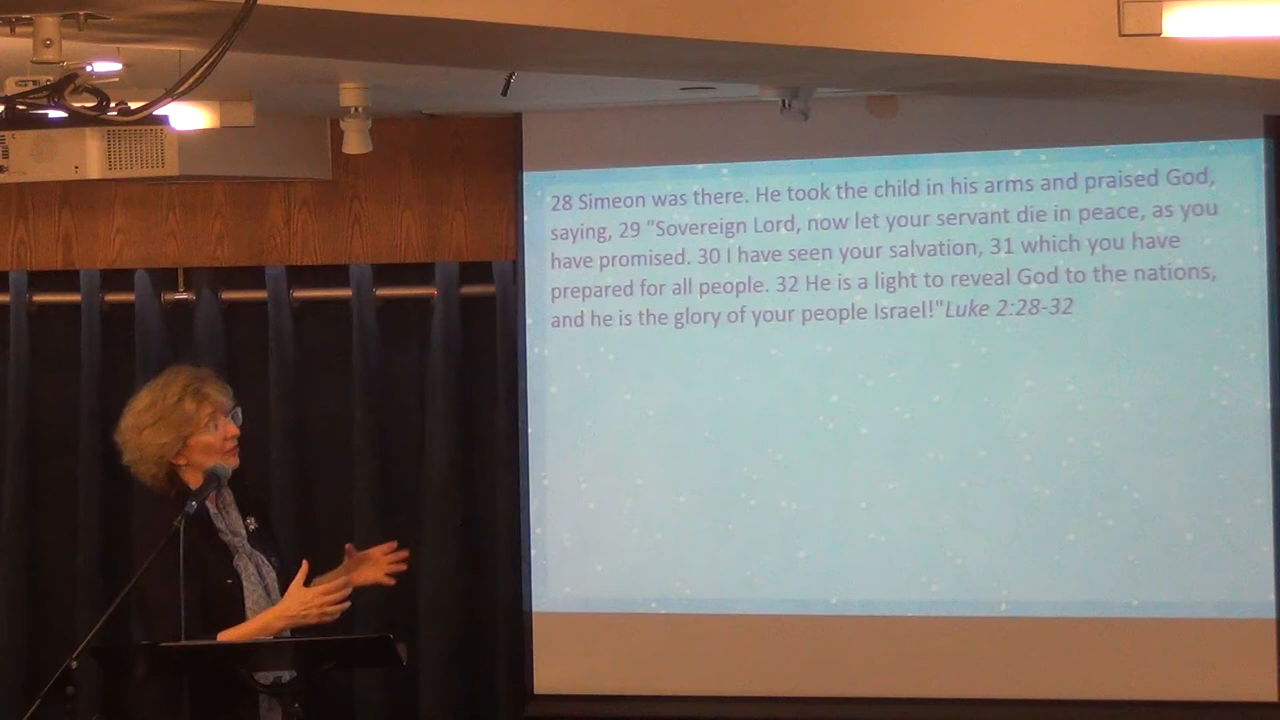 28 Simeon was there. He took the child in his arms and praised God,
saying, 29 "Sovereign Lord, now let your servant die in peace, as you
have promised. 30 I have seen your salvation, 31 which you have
prepared for all people. 32 He is a light to reveal God to the nations,
and he is the glory of your people Israel!"Luke 2:28-32